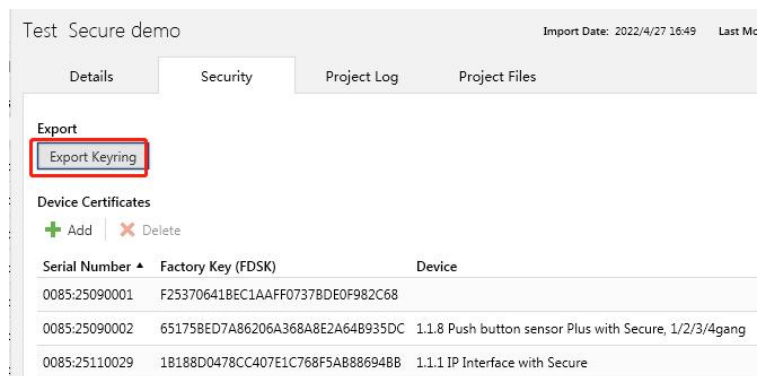 Test Secure demo Import Date: 2022/4/27 16:49 Last Mo
Details Security Project Log Project Files
Export
Export Keyring
Device Certificates
Add Delete
Serial Number Factory Key (FDSK) Device
0085:25090001 F25370641BEC1AAFF0737BDE0F982C68
0085:25090002 65175BED7A86206A368A8E2A64B935DC 1.1.8 Push button sensor Plus with Secure, 1/2/3/4gang
0085:25110029 1B188D0478CC407E1C768F5AB88694BB 1.1.1 IP Interface with Secure